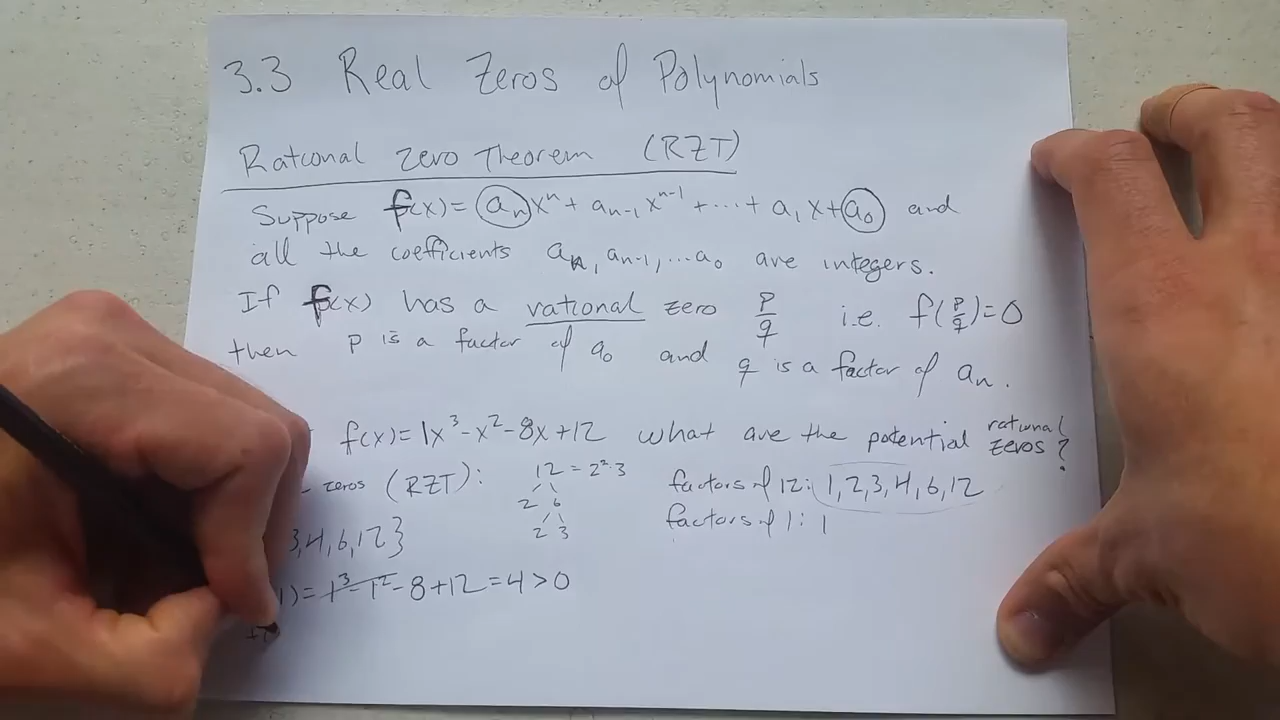 3.3 Real Zeros of Polynomials
Rational zero Theorem (RZT)
Suppose f(x) = aₙxⁿ + aₙ₋₁xⁿ⁻¹ + ... + a₁x + a₀ and
all the coefficients aₙ, aₙ₋₁, ... a₀ are integers.
If f(x) has a rational zero p/q i.e. f(p/q) = 0
then p is a factor of a₀ and q is a factor of aₙ.
f(x) = 1x³ - x² - 8x + 12 what are the potential rational zeros?
zeros (RZT):
12 = 2²·3
2 6
2 3
factors of 12: 1, 2, 3, 4, 6, 12
factors of 1: 1
3, 4, 6, 12}
1) = 1³ - 1² - 8 + 12 = 4 > 0